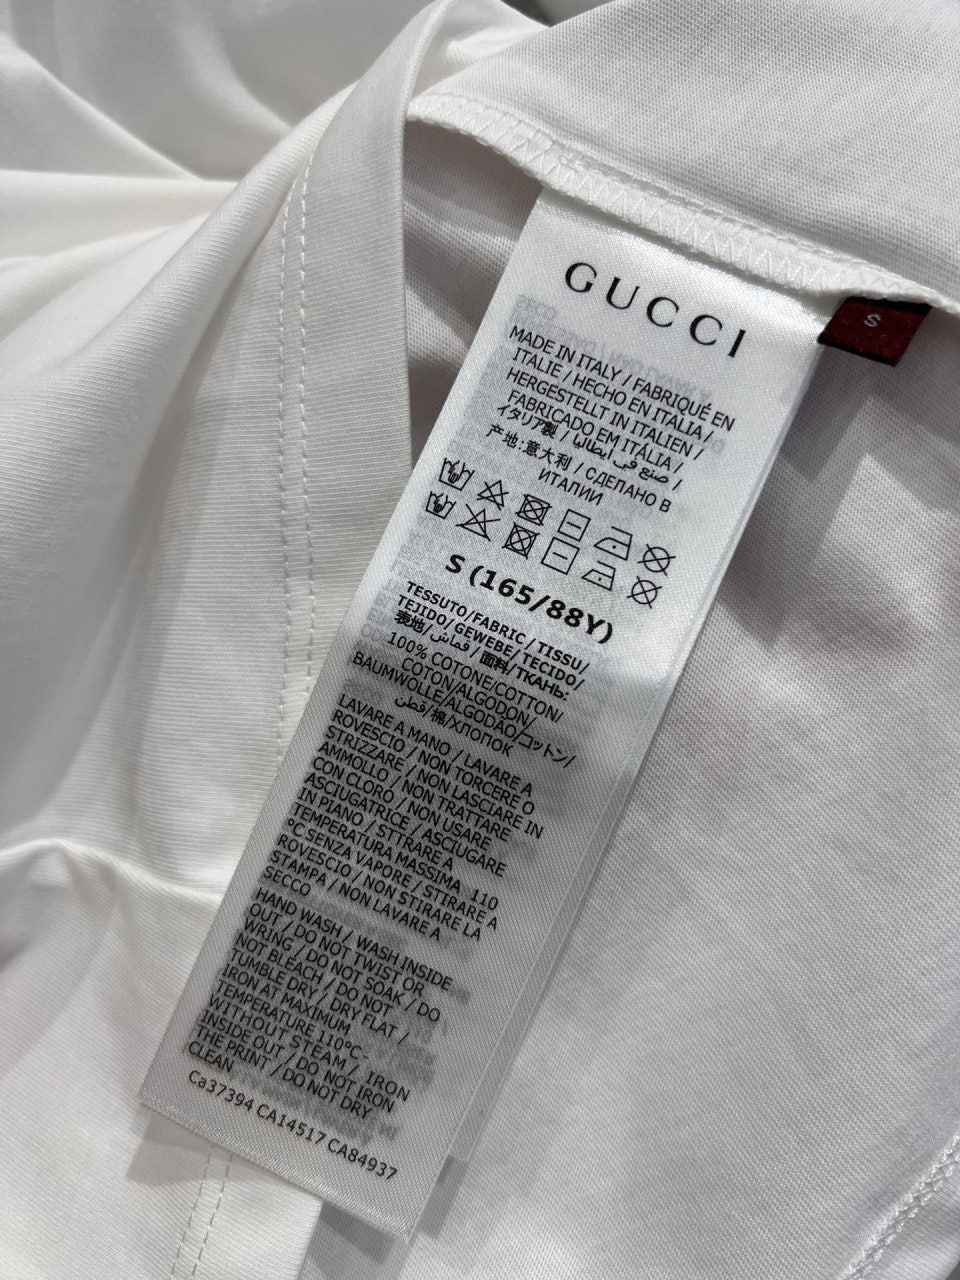 GUCCI
S
MADE IN ITALY / FABRIQUÉ EN
ITALIE / HECHO EN ITALIA /
HERGESTELLT IN ITALIEN /
FABRICADO EM ITÁLIA /
イタリア製 / صنع في ايطاليا /
产地:意大利 / СДЕЛАНО В
ИТАЛИИ
S (165/88Y)
TESSUTO/FABRIC / TISSU/
TEJIDO/ GEWEBE/ TECIDO/
表地/ قماش / 面料/ТКАНЬ:
100% COTONE/COTTON/
COTON/ALGODON/
BAUMWOLLE/ALGODÃO/コットン/
قطن/棉/ХЛОПОК
LAVARE A MANO / LAVARE A
ROVESCIO / NON TORCERE O
STRIZZARE / NON LASCIARE IN
AMMOLLO / NON TRATTARE
CON CLORO / NON USARE
ASCIUGATRICE / ASCIUGARE
IN PIANO / STIRARE A
TEMPERATURA MASSIMA 110
°C SENZA VAPORE / STIRARE A
ROVESCIO / NON STIRARE LA
STAMPA / NON LAVARE A
SECCO
HAND WASH / WASH INSIDE
OUT / DO NOT TWIST OR
WRING / DO NOT SOAK / DO
NOT BLEACH / DO NOT
TUMBLE DRY / DRY FLAT /
IRON AT MAXIMUM
TEMPERATURE 110°C-
WITHOUT STEAM / IRON
INSIDE OUT / DO NOT IRON
THE PRINT / DO NOT DRY
CLEAN
Ca37394 CA14517 CA84937